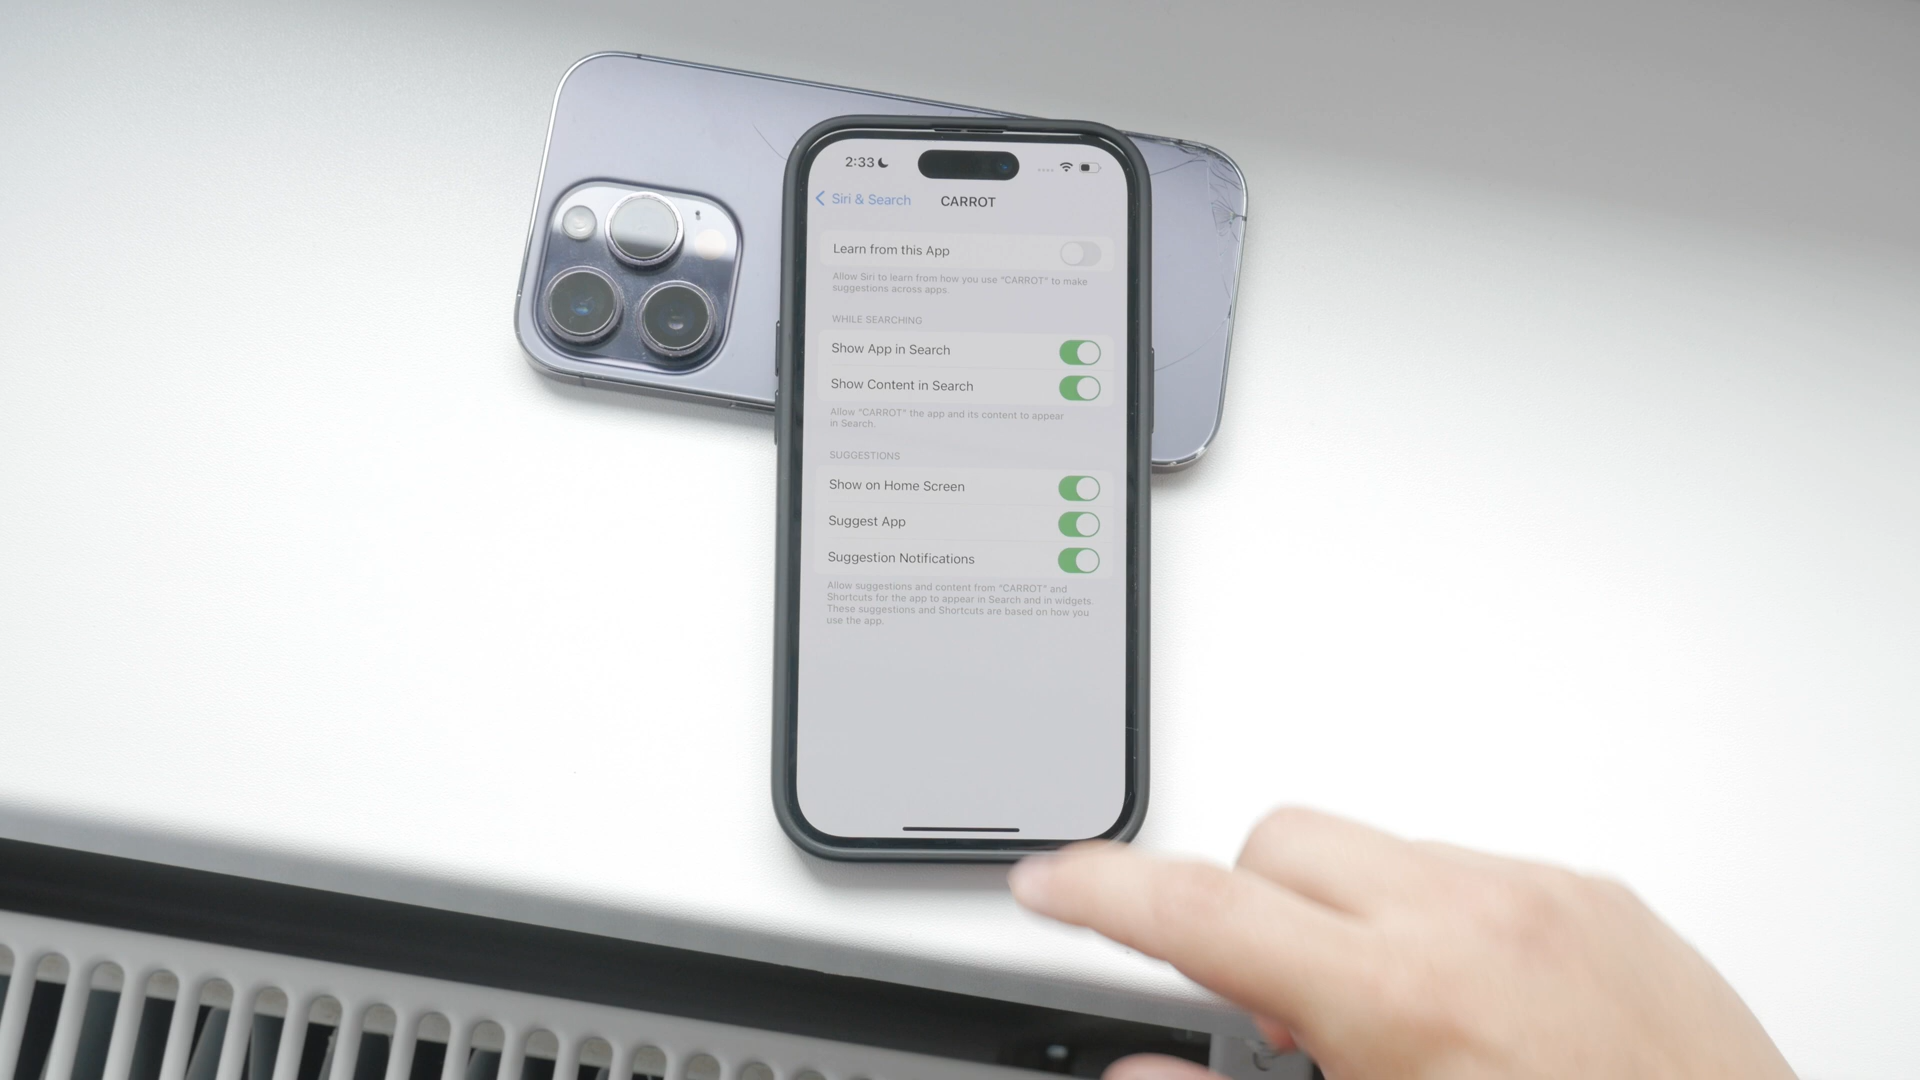 2:33
Siri & Search CARROT
Learn from this App
Allow Siri to learn from how you use “CARROT” to make
suggestions across apps.
WHILE SEARCHING
Show App in Search
Show Content in Search
Allow “CARROT” the app and its content to appear
in Search.
SUGGESTIONS
Show on Home Screen
Suggest App
Suggestion Notifications
Allow suggestions and content from “CARROT” and
Shortcuts for the app to appear in Search and in widgets.
These suggestions and Shortcuts are based on how you
use the app.